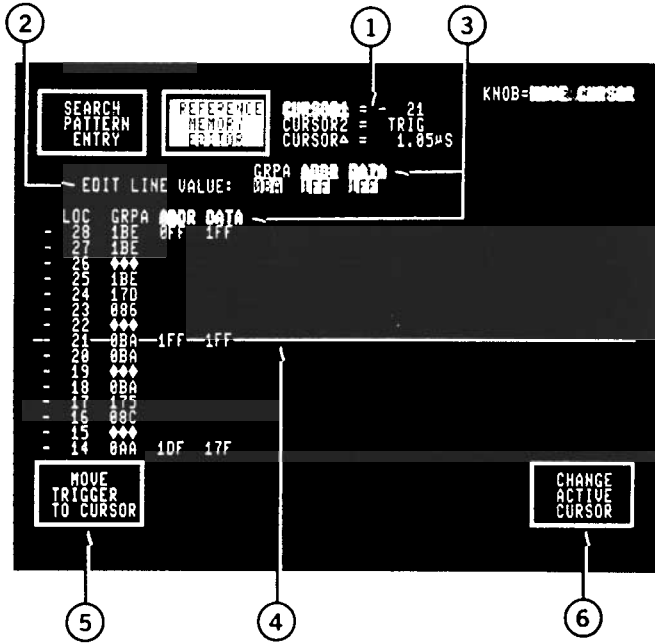 2
1
3
SEARCH PATTERN ENTRY
REFERENCE MEMORY EDITOR
CURSOR1 = - 21
CURSOR2 = TRIG
CURSOR△ = 1.05µS
KNOB=MOVE CURSOR
GRPA ADDR DATA
EDIT LINE VALUE: 0BA 1FF 1FF
LOC GRPA ADDR DATA
- 28 1BE 0FF 1FF
- 27 1BE
- 26 ♦♦♦
- 25 1BE
- 24 17D
- 23 086
- 22 ♦♦♦
- 21 0BA 1FF 1FF
- 20 0BA
- 19 ♦♦♦
- 18 0BA
- 17 175
- 16 08C
- 15 ♦♦♦
- 14 0AA 1DF 17F
MOVE TRIGGER TO CURSOR
CHANGE ACTIVE CURSOR
5
4
6